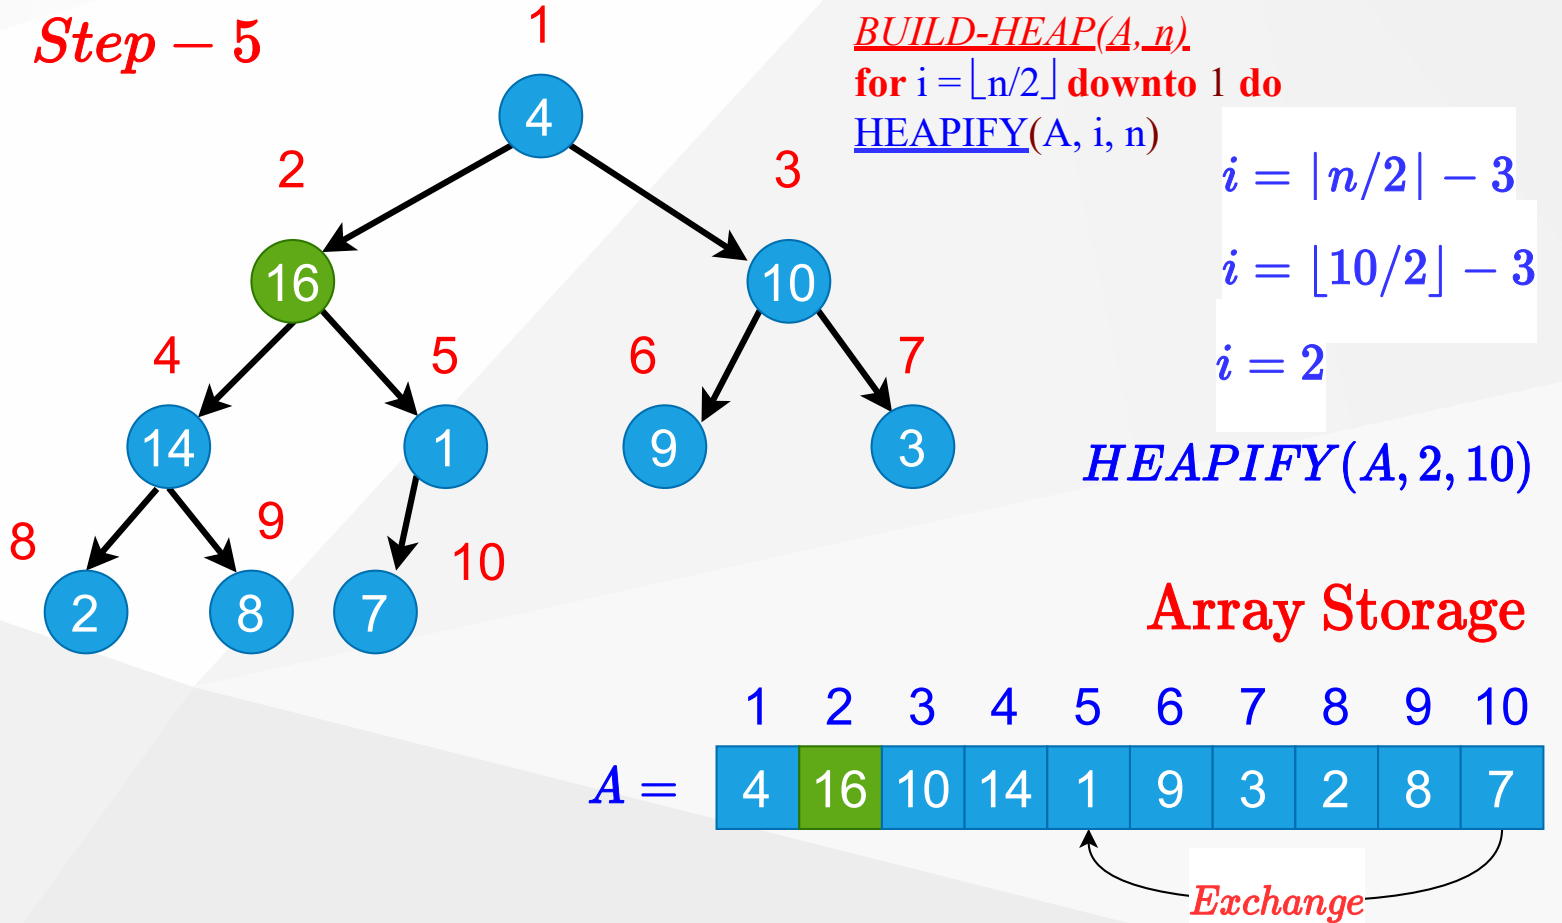 Step − 5
BUILD-HEAP(A, n)
for i = ⌊n/2⌋ downto 1 do
HEAPIFY(A, i, n)
i = |n/2| − 3
i = ⌊10/2⌋ − 3
i = 2
HEAPIFY(A, 2, 10)
1
4
2
3
16
10
4
5
6
7
14
1
9
3
8
9
10
2
8
7
Array Storage
1 2 3 4 5 6 7 8 9 10
A = 4 16 10 14 1 9 3 2 8 7
Exchange